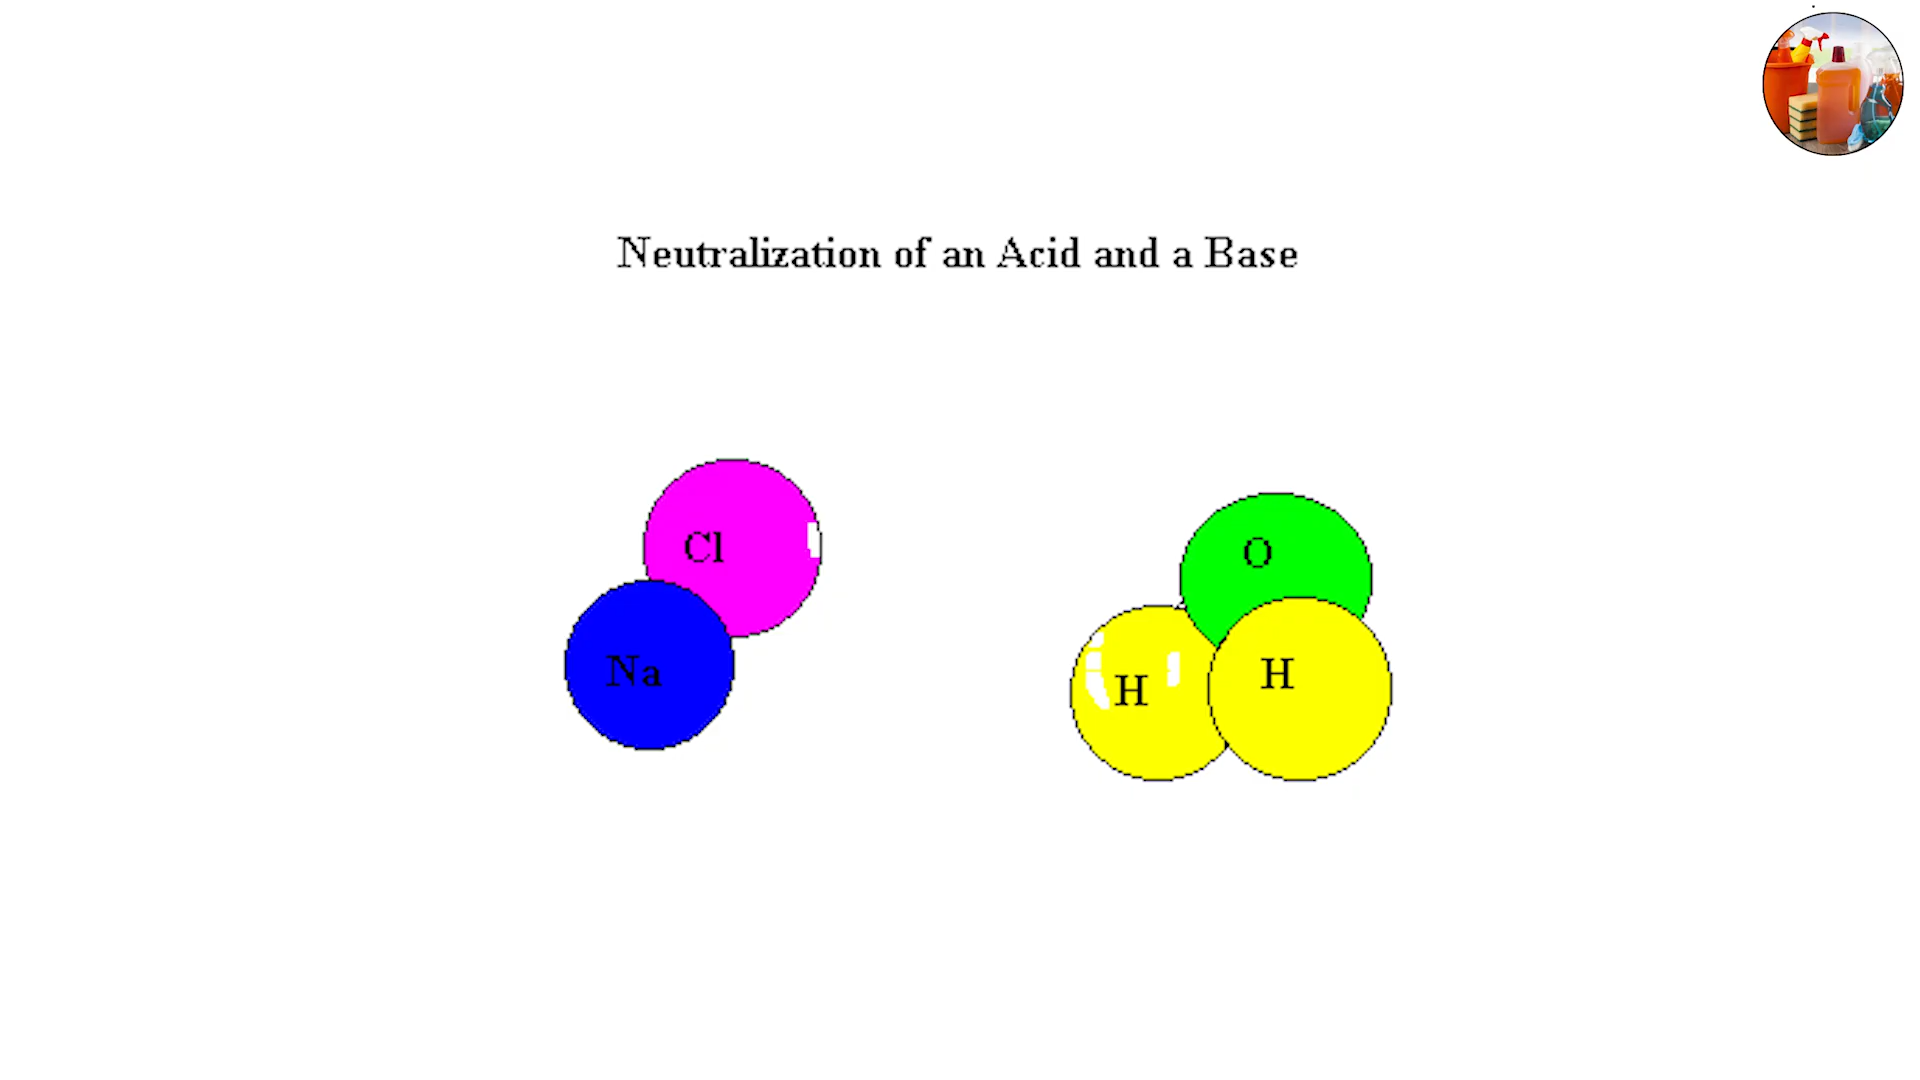 Neutralization of an Acid and a Base
Cl
O
Na
H
H